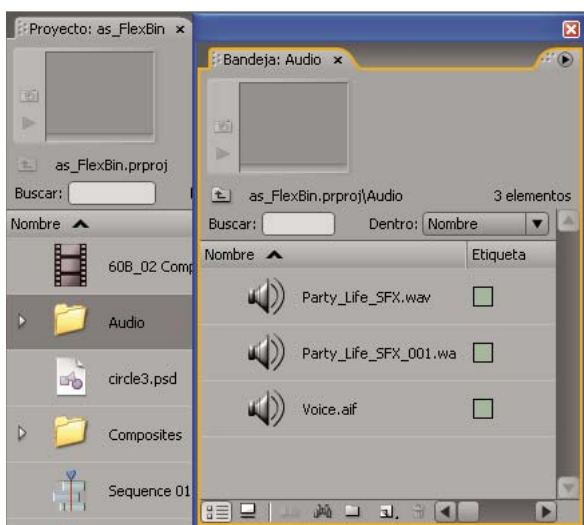 Proyecto: as_FlexBin ×
as_FlexBin.prproj
Buscar:
Nombre
60B_02 Comp
Audio
circle3.psd
Composites
Sequence 01
Bandeja: Audio ×
as_FlexBin.prproj\Audio 3 elementos
Buscar: Dentro: Nombre
Nombre Etiqueta
Party_Life_SFX.wav
Party_Life_SFX_001.wa
Voice.aif